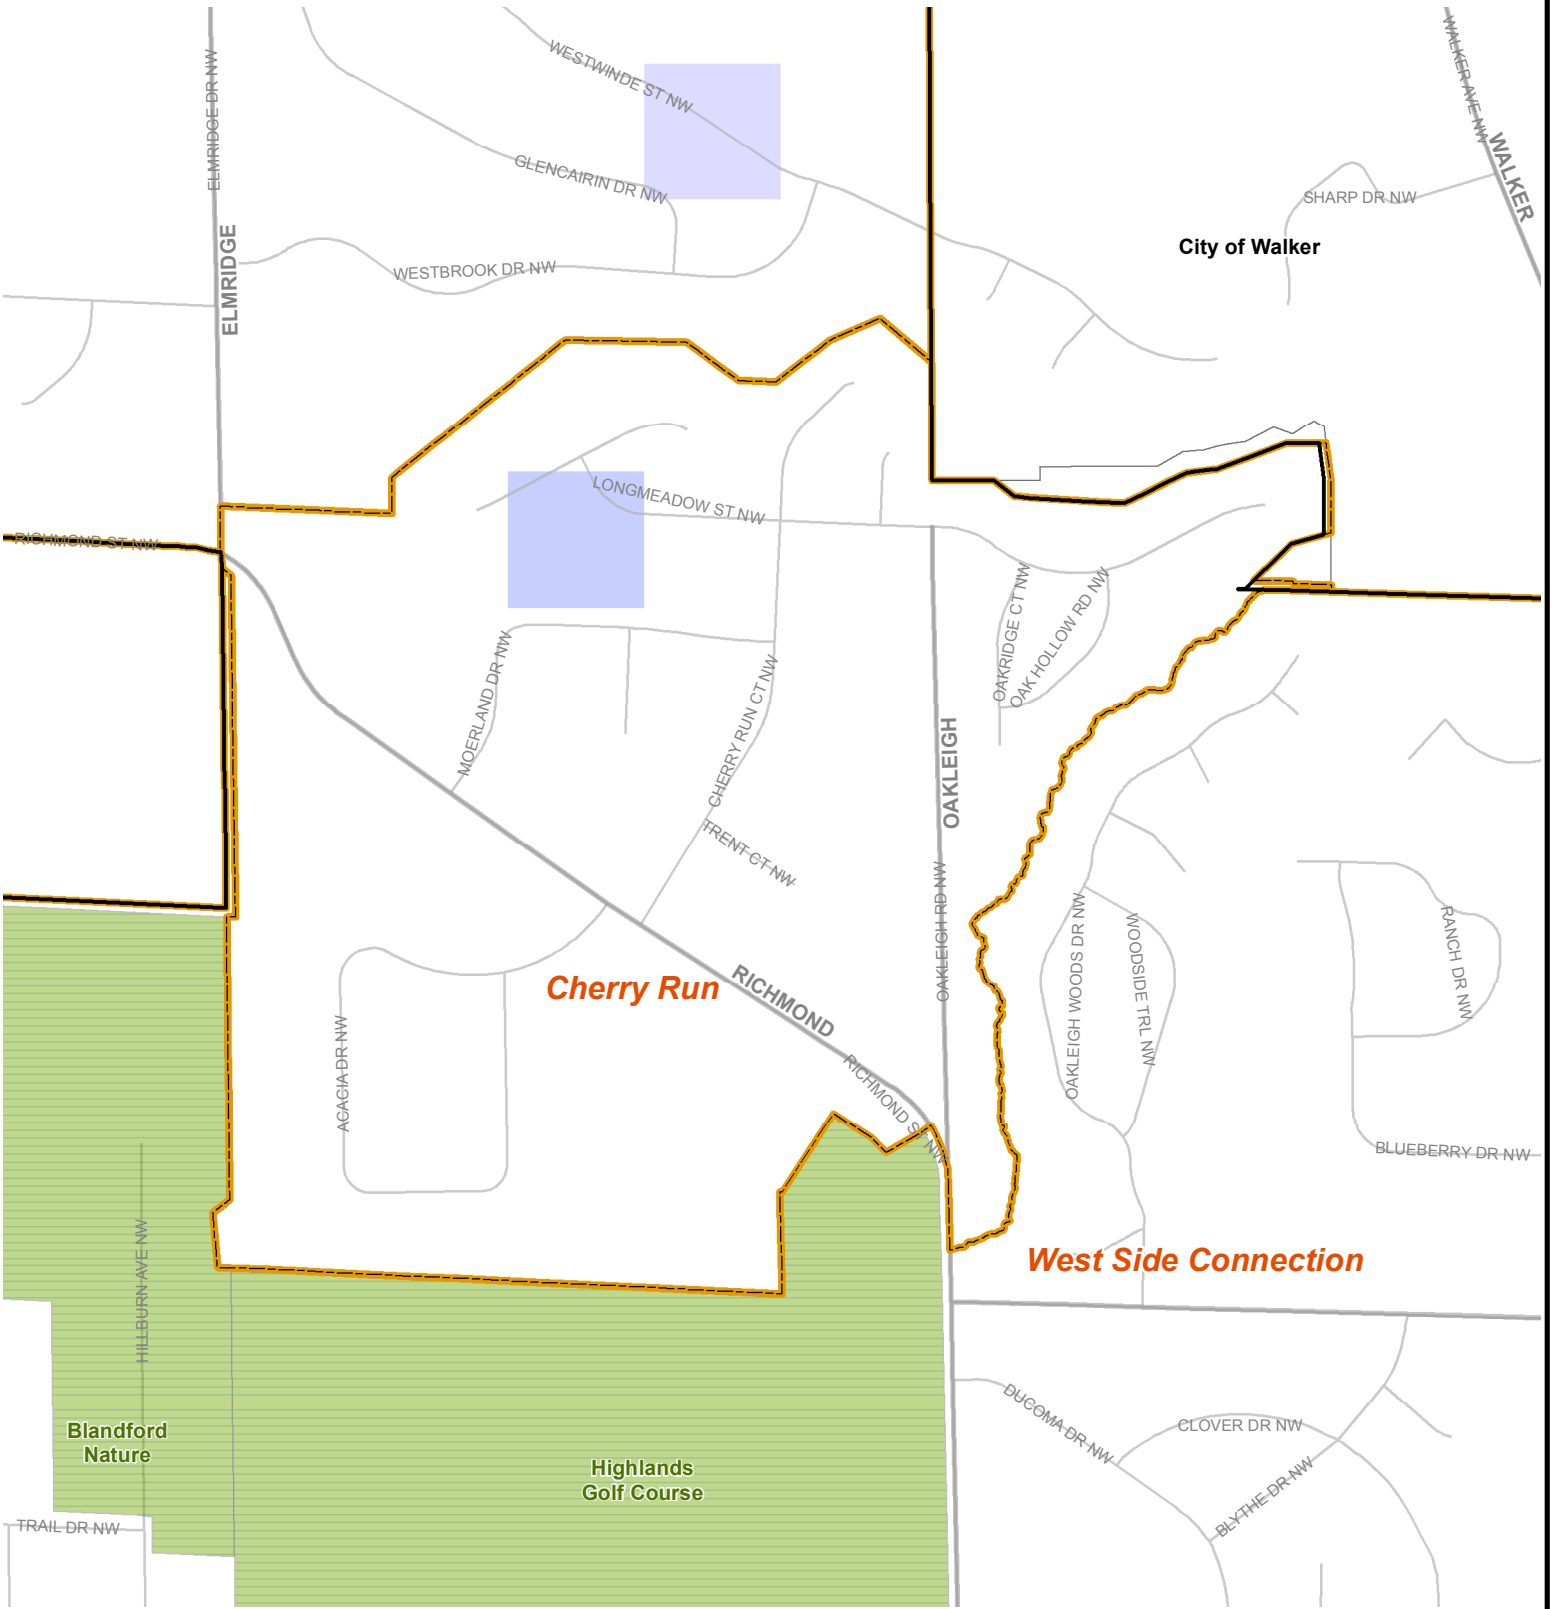 WESTWINDE ST NW
WALKER AVE NW
WALKER
ELMRIDGE DR NW
GLENCAIRIN DR NW
SHARP DR NW
City of Walker
ELMRIDGE
WESTBROOK DR NW
LONGMEADOW ST NW
RICHMOND ST NW
OAKRIDGE CT NW
OAK HOLLOW RD NW
MOERLAND DR NW
CHERRY RUN CT NW
OAKLEIGH
TRENT CT NW
OAKLEIGH RD NW
OAKLEIGH WOODS DR NW
WOODSIDE TRL NW
RANCH DR NW
Cherry Run
RICHMOND
ACACIA DR NW
RICHMOND ST NW
BLUEBERRY DR NW
HILLBURN AVE NW
West Side Connection
Blandford
Nature
DUCOMA DR NW
CLOVER DR NW
Highlands
Golf Course
BLYTHE DR NW
TRAIL DR NW